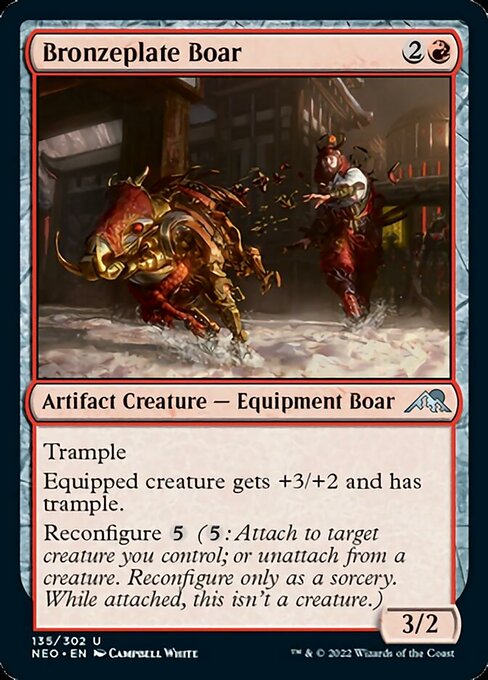 Bronzeplate Boar 2
Artifact Creature — Equipment Boar
Trample
Equipped creature gets +3/+2 and has
trample.
Reconfigure 5 (5: Attach to target
creature you control; or unattach from a
creature. Reconfigure only as a sorcery.
While attached, this isn't a creature.)
3/2
135/302 U
NEO • EN Campbell White ™ & © 2022 Wizards of the Coast